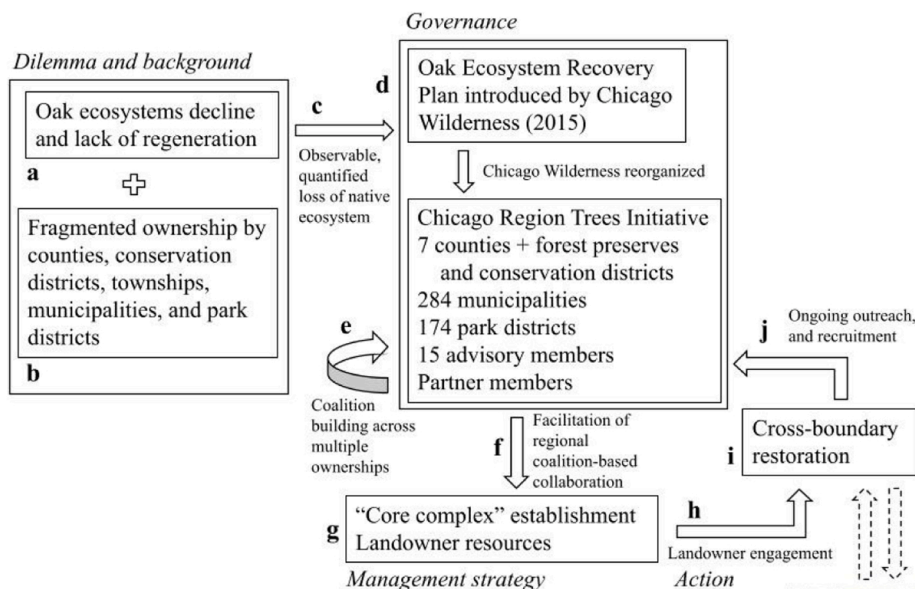 Governance
Dilemma and background
d
Oak Ecosystem Recovery
Plan introduced by Chicago
Wilderness (2015)
Oak ecosystems decline
and lack of regeneration
a
c
Observable,
quantified
loss of native
ecosystem
Chicago Wilderness reorganized
Fragmented ownership by
counties, conservation
districts, townships,
municipalities, and park
districts
b
Chicago Region Trees Initiative
7 counties + forest preserves
and conservation districts
284 municipalities
174 park districts
15 advisory members
Partner members
e
Coalition
building across
multiple
ownerships
j
Ongoing outreach,
and recruitment
f
Facilitation of
regional
coalition-based
collaboration
i
Cross-boundary
restoration
g
“Core complex” establishment
Landowner resources
h
Landowner engagement
Management strategy
Action